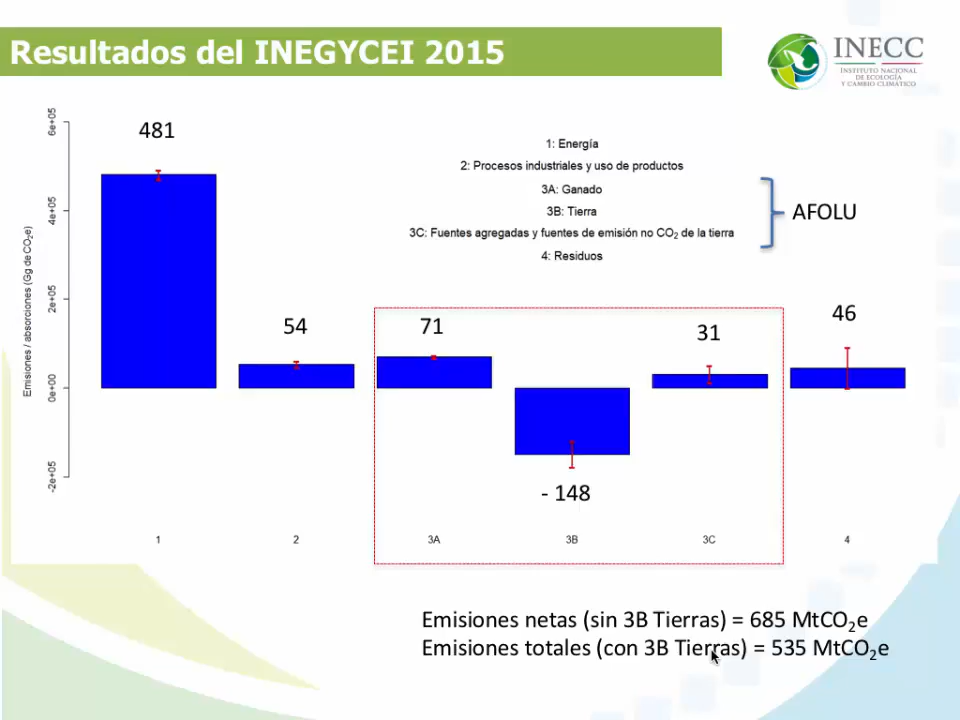 Resultados del INEGYCEI 2015
INECC
INSTITUTO NACIONAL
DE ECOLOGÍA
Y CAMBIO CLIMÁTICO
Emisiones / absorciones (Gg de CO₂e)
6e+05
4e+05
2e+05
0e+00
-2e+05
481
54
71
- 148
31
46
1: Energía
2: Procesos industriales y uso de productos
3A: Ganado
3B: Tierra
3C: Fuentes agregadas y fuentes de emisión no CO₂ de la tierra
4: Residuos
AFOLU
1
2
3A
3B
3C
4
Emisiones netas (sin 3B Tierras) = 685 MtCO₂e
Emisiones totales (con 3B Tierras) = 535 MtCO₂e